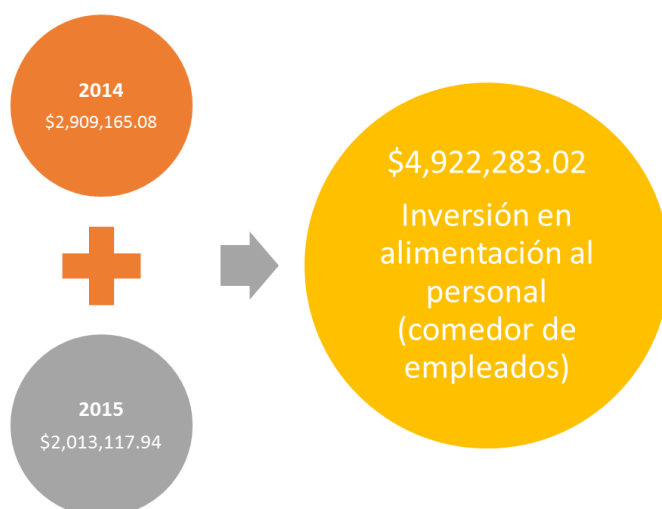 2014
$2,909,165.08
2015
$2,013,117.94
$4,922,283.02
Inversión en
alimentación al
personal
(comedor de
empleados)